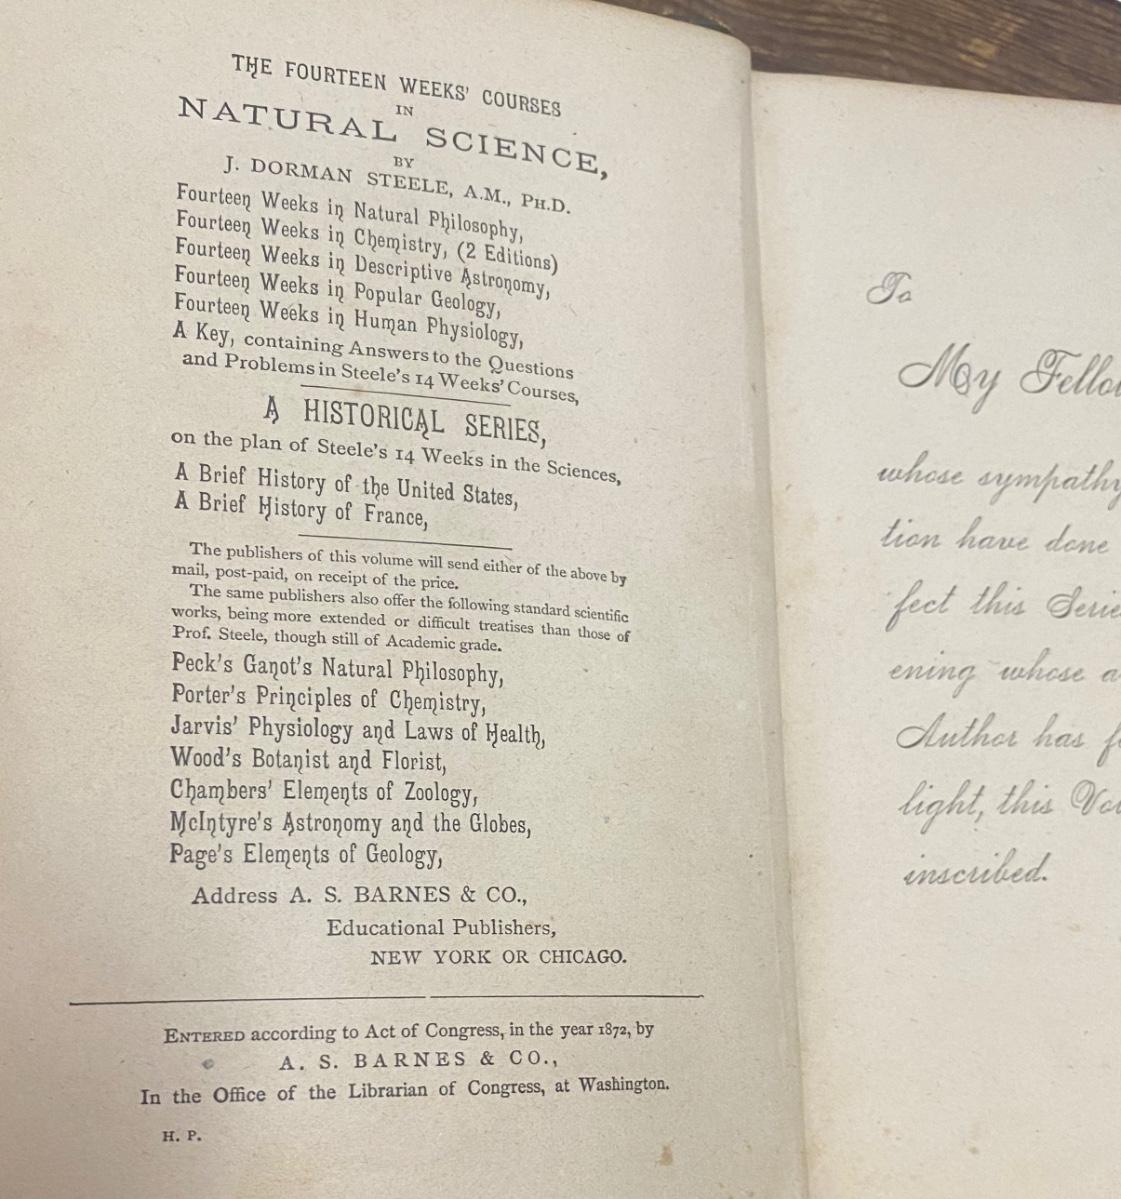 THE FOURTEEN WEEKS' COURSES
IN
NATURAL SCIENCE,
BY
J. DORMAN STEELE, A.M., PH.D.
Fourteen Weeks in Natural Philosophy,
Fourteen Weeks in Chemistry, (2 Editions)
Fourteen Weeks in Descriptive Astronomy,
Fourteen Weeks in Popular Geology,
Fourteen Weeks in Human Physiology,
A Key, containing Answers to the Questions
and Problems in Steele's 14 Weeks' Courses,
A HISTORICAL SERIES,
on the plan of Steele's 14 Weeks in the Sciences,
A Brief History of the United States,
A Brief History of France,
The publishers of this volume will send either of the above by
mail, post-paid, on receipt of the price.
The same publishers also offer the following standard scientific
works, being more extended or difficult treatises than those of
Prof. Steele, though still of Academic grade.
Peck's Ganot's Natural Philosophy,
Porter's Principles of Chemistry,
Jarvis' Physiology and Laws of Health,
Wood's Botanist and Florist,
Chambers' Elements of Zoology,
McIntyre's Astronomy and the Globes,
Page's Elements of Geology,
Address A. S. BARNES & CO.,
Educational Publishers,
NEW YORK OR CHICAGO.
ENTERED according to Act of Congress, in the year 1872, by
A. S. BARNES & CO.,
In the Office of the Librarian of Congress, at Washington.
H. P.
To
My Fello
whose sympathy
tion have done
fect this Serie
ening whose a
Author has f
light, this Vo
inscribed.